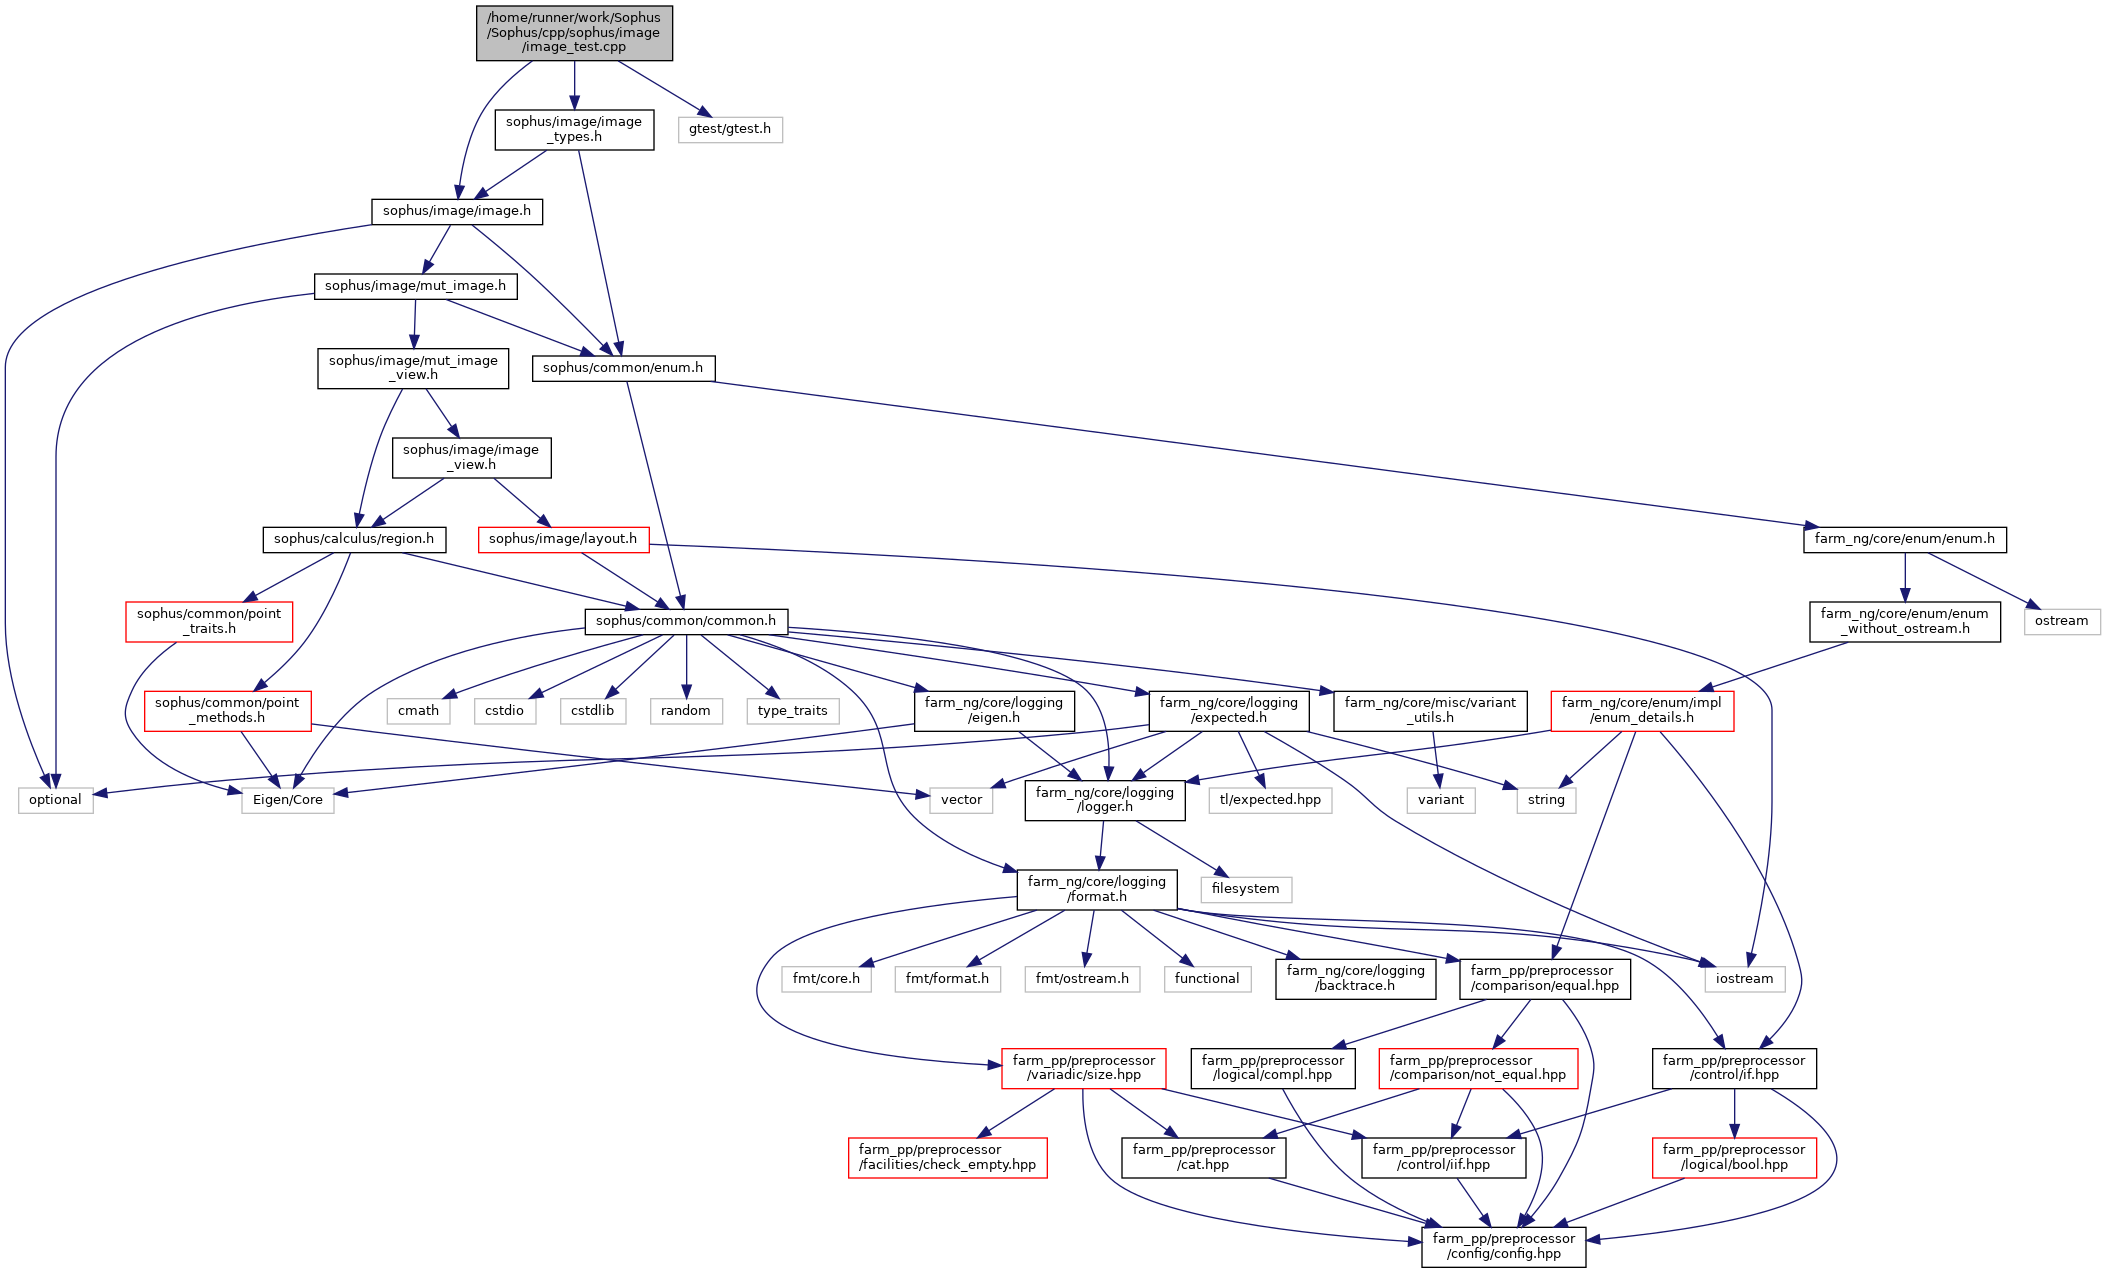 /home/runner/work/Sophus
/Sophus/cpp/sophus/image
/image_test.cpp
sophus/image/image
_types.h
gtest/gtest.h
sophus/image/image.h
sophus/image/mut_image.h
sophus/image/mut_image
_view.h
sophus/common/enum.h
sophus/image/image
_view.h
sophus/calculus/region.h
sophus/image/layout.h
farm_ng/core/enum/enum.h
sophus/common/point
_traits.h
sophus/common/common.h
farm_ng/core/enum/enum
_without_ostream.h
ostream
sophus/common/point
_methods.h
cmath
cstdio
cstdlib
random
type_traits
farm_ng/core/logging
/eigen.h
farm_ng/core/logging
/expected.h
farm_ng/core/misc/variant
_utils.h
farm_ng/core/enum/impl
/enum_details.h
optional
Eigen/Core
vector
farm_ng/core/logging
/logger.h
tl/expected.hpp
variant
string
farm_ng/core/logging
/format.h
filesystem
fmt/core.h
fmt/format.h
fmt/ostream.h
functional
farm_ng/core/logging
/backtrace.h
farm_pp/preprocessor
/comparison/equal.hpp
iostream
farm_pp/preprocessor
/variadic/size.hpp
farm_pp/preprocessor
/logical/compl.hpp
farm_pp/preprocessor
/comparison/not_equal.hpp
farm_pp/preprocessor
/control/if.hpp
farm_pp/preprocessor
/facilities/check_empty.hpp
farm_pp/preprocessor
/cat.hpp
farm_pp/preprocessor
/control/iif.hpp
farm_pp/preprocessor
/logical/bool.hpp
farm_pp/preprocessor
/config/config.hpp